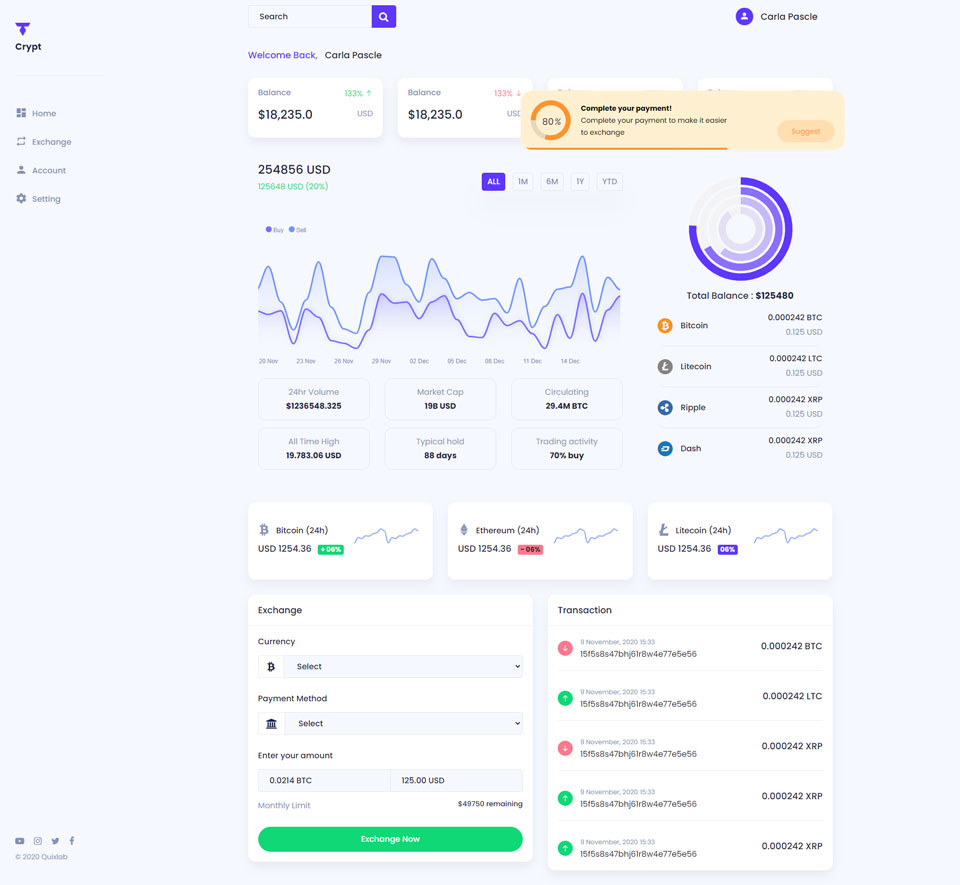 Crypt
Home
Exchange
Account
Setting
© 2020 Quixlab
Search
Carla Pascle
Welcome Back, Carla Pascle
Balance 133% ↑
$18,235.0 USD
Balance 133% ↓
$18,235.0
80%
Complete your payment!
Complete your payment to make it easier
to exchange
Suggest
254856 USD
125648 USD (20%)
ALL 1M 6M 1Y YTD
Buy Sell
20 Nov 23 Nov 26 Nov 29 Nov 02 Dec 05 Dec 08 Dec 11 Dec 14 Dec
24hr Volume
$1236548.325
Market Cap
19B USD
Circulating
29.4M BTC
All Time High
19.783.06 USD
Typical hold
88 days
Trading activity
70% buy
Total Balance : $125480
Bitcoin 0.000242 BTC
0.125 USD
Litecoin 0.000242 LTC
0.125 USD
Ripple 0.000242 XRP
0.125 USD
Dash 0.000242 XRP
0.125 USD
Bitcoin (24h)
USD 1254.36 + 06%
Ethereum (24h)
USD 1254.36 - 06%
Litecoin (24h)
USD 1254.36 06%
Exchange
Currency
Select
Payment Method
Select
Enter your amount
0.0214 BTC 125.00 USD
Monthly Limit $49750 remaining
Exchange Now
Transaction
9 November, 2020 15:33
15f5s8s47bhj61r8w4e77e5e56 0.000242 BTC
9 November, 2020 15:33
15f5s8s47bhj61r8w4e77e5e56 0.000242 LTC
9 November, 2020 15:33
15f5s8s47bhj61r8w4e77e5e56 0.000242 XRP
9 November, 2020 15:33
15f5s8s47bhj61r8w4e77e5e56 0.000242 XRP
9 November, 2020 15:33
15f5s8s47bhj61r8w4e77e5e56 0.000242 XRP